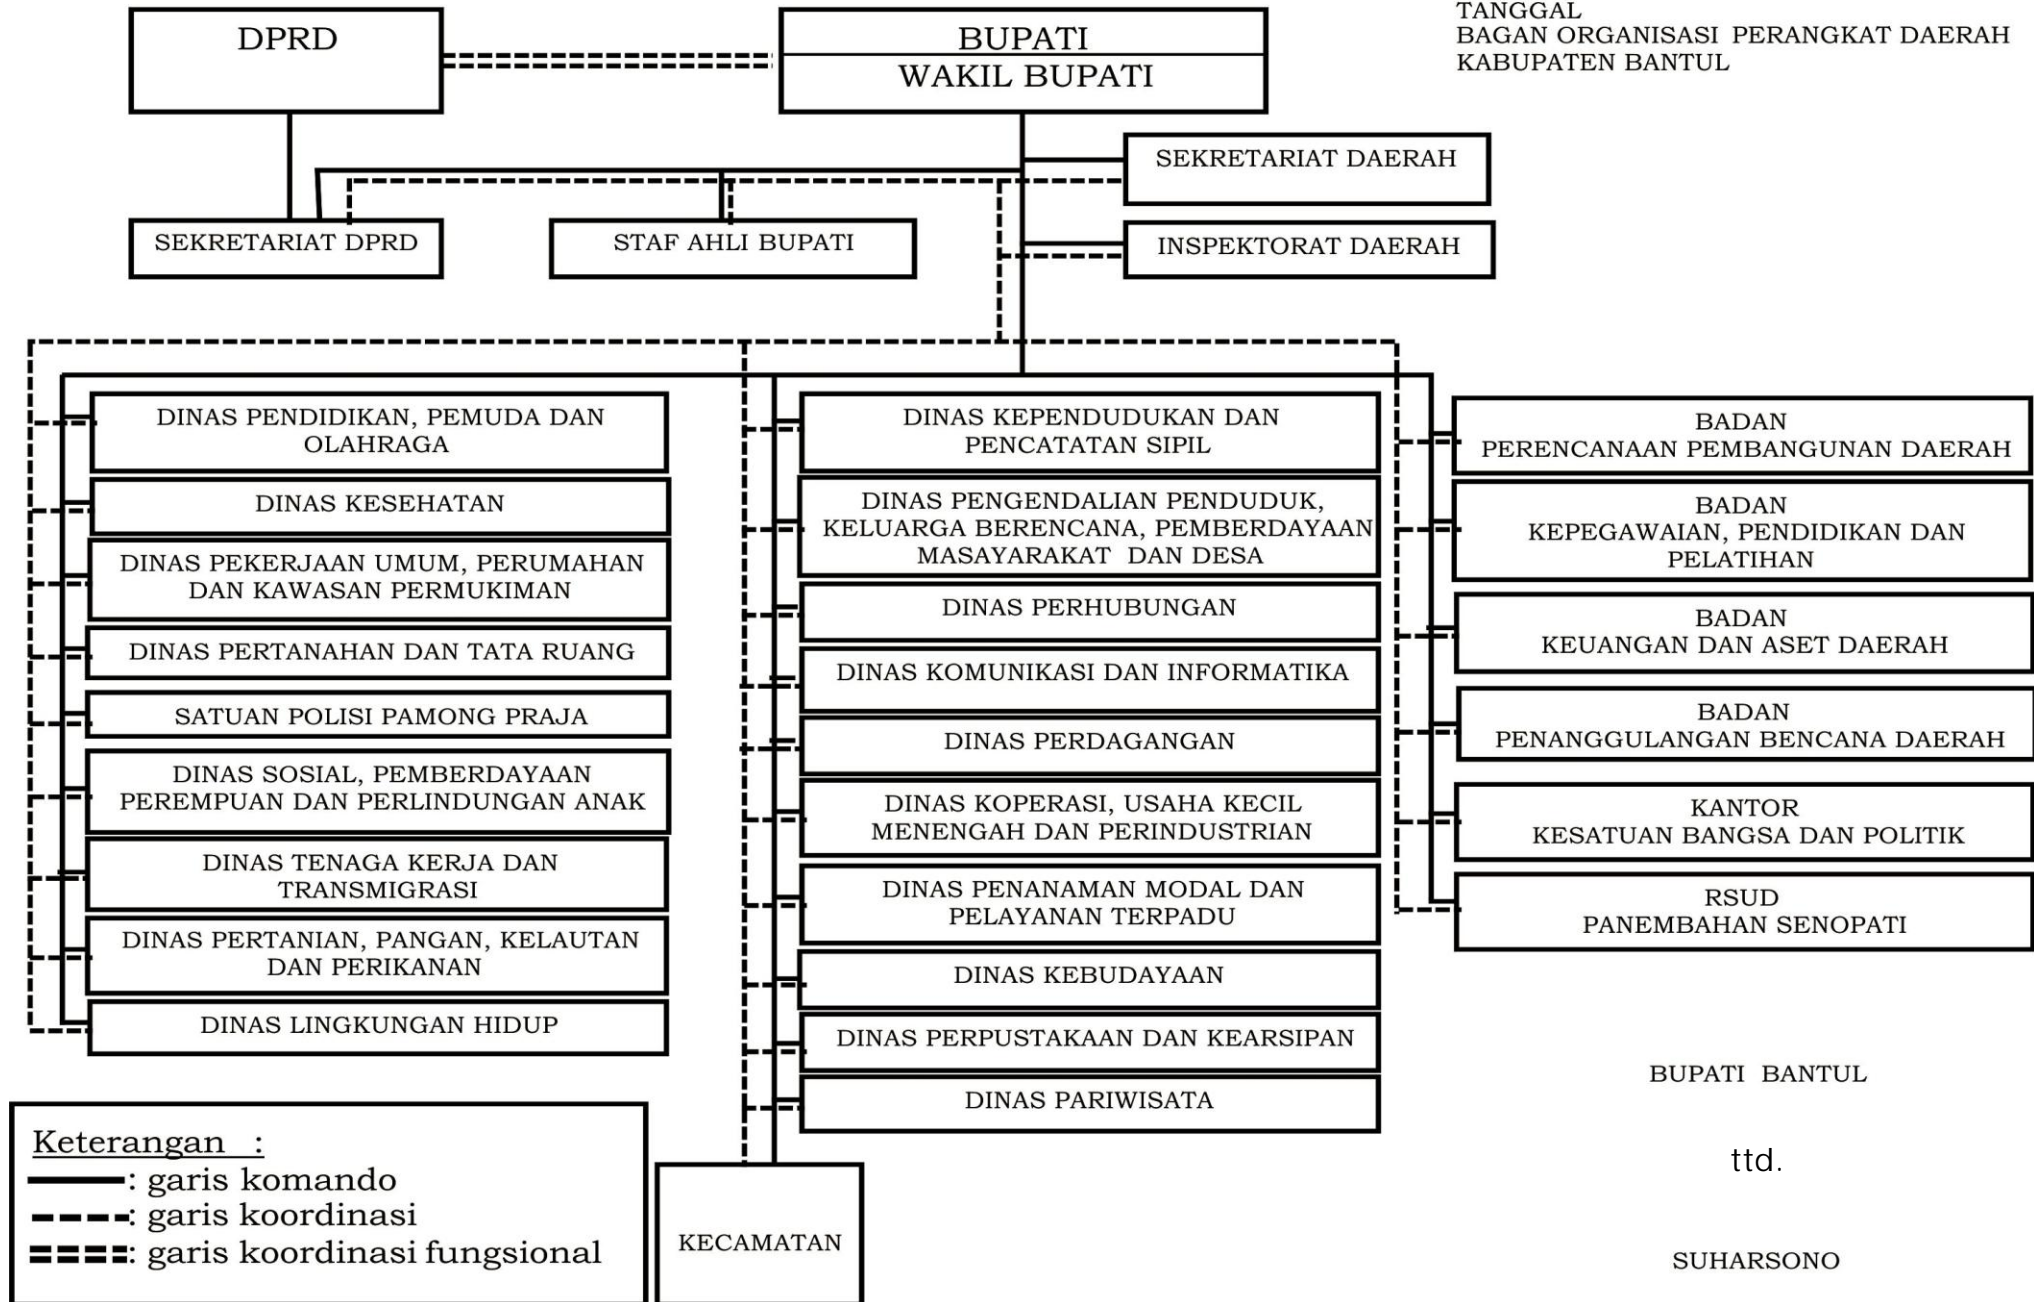 TANGGAL
BAGAN ORGANISASI PERANGKAT DAERAH
KABUPATEN BANTUL
DPRD
BUPATI
WAKIL BUPATI
SEKRETARIAT DAERAH
SEKRETARIAT DPRD
STAF AHLI BUPATI
INSPEKTORAT DAERAH
DINAS PENDIDIKAN, PEMUDA DAN
OLAHRAGA
DINAS KESEHATAN
DINAS PEKERJAAN UMUM, PERUMAHAN
DAN KAWASAN PERMUKIMAN
DINAS PERTANAHAN DAN TATA RUANG
SATUAN POLISI PAMONG PRAJA
DINAS SOSIAL, PEMBERDAYAAN
PEREMPUAN DAN PERLINDUNGAN ANAK
DINAS TENAGA KERJA DAN
TRANSMIGRASI
DINAS PERTANIAN, PANGAN, KELAUTAN
DAN PERIKANAN
DINAS LINGKUNGAN HIDUP
DINAS KEPENDUDUKAN DAN
PENCATATAN SIPIL
DINAS PENGENDALIAN PENDUDUK,
KELUARGA BERENCANA, PEMBERDAYAAN
MASAYARAKAT DAN DESA
DINAS PERHUBUNGAN
DINAS KOMUNIKASI DAN INFORMATIKA
DINAS PERDAGANGAN
DINAS KOPERASI, USAHA KECIL
MENENGAH DAN PERINDUSTRIAN
DINAS PENANAMAN MODAL DAN
PELAYANAN TERPADU
DINAS KEBUDAYAAN
DINAS PERPUSTAKAAN DAN KEARSIPAN
DINAS PARIWISATA
KECAMATAN
BADAN
PERENCANAAN PEMBANGUNAN DAERAH
BADAN
KEPEGAWAIAN, PENDIDIKAN DAN
PELATIHAN
BADAN
KEUANGAN DAN ASET DAERAH
BADAN
PENANGGULANGAN BENCANA DAERAH
KANTOR
KESATUAN BANGSA DAN POLITIK
RSUD
PANEMBAHAN SENOPATI
Keterangan :
: garis komando
: garis koordinasi
: garis koordinasi fungsional
BUPATI BANTUL
ttd.
SUHARSONO